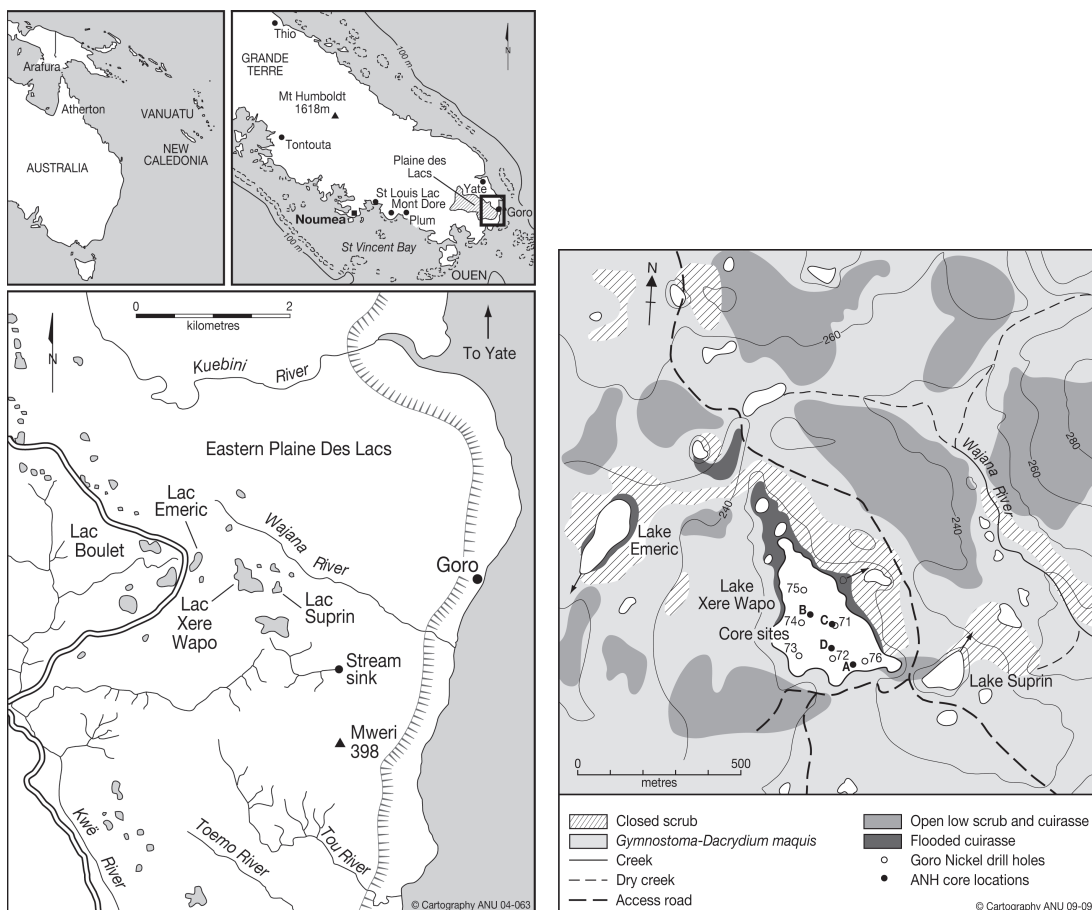 Arafura
Atherton
VANUATU
NEW
CALEDONIA
AUSTRALIA
Thio
GRANDE
TERRE
100 m
N
Mt Humboldt
1618m
Tontouta
Plaine des
Lacs
Yate
St Louis Lac
Mont Dore
Goro
Noumea
Plum
100 m
St Vincent Bay
OUEN
0 2
kilometres
N
To Yate
Kuebini River
Eastern Plaine Des Lacs
Lac
Emeric
Lac
Boulet
Wajana River
Goro
Lac
Xere
Wapo
Lac
Suprin
Stream
sink
Mweri
398
Kwé River
Toemo River
Tou River
© Cartography ANU 04-063
N
260
280
260
240
240
Wajana River
Lake
Emeric
Lake
Xere Wapo
Core sites
75
B
74
C
71
73
D
72
A
76
Lake Suprin
0 500
metres
Closed scrub
Gymnostoma-Dacrydium maquis
Creek
Dry creek
Access road
Open low scrub and cuirasse
Flooded cuirasse
Goro Nickel drill holes
ANH core locations